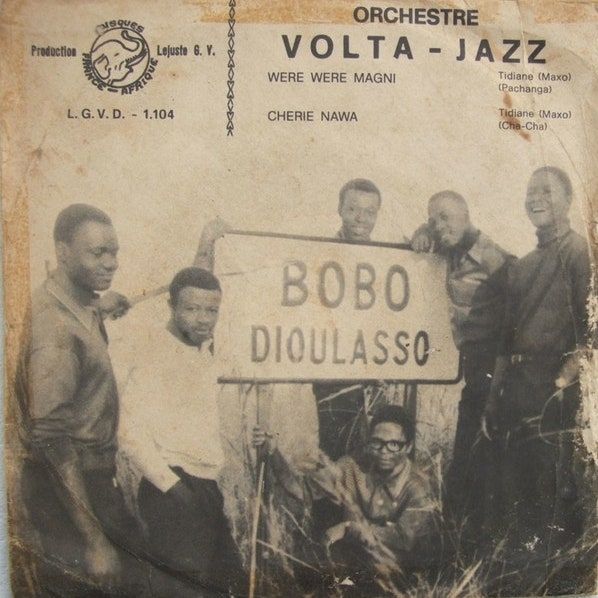 ORCHESTRE
VOLTA - JAZZ
Production
DISQUES
FRANCE - AFRIQUE
Lejuste G. V.
L. G. V. D. - 1.104
WERE WERE MAGNI
Tidiane (Maxo)
(Pachanga)
CHERIE NAWA
Tidiane (Maxo)
(Cha-Cha)
BOBO
DIOULASSO